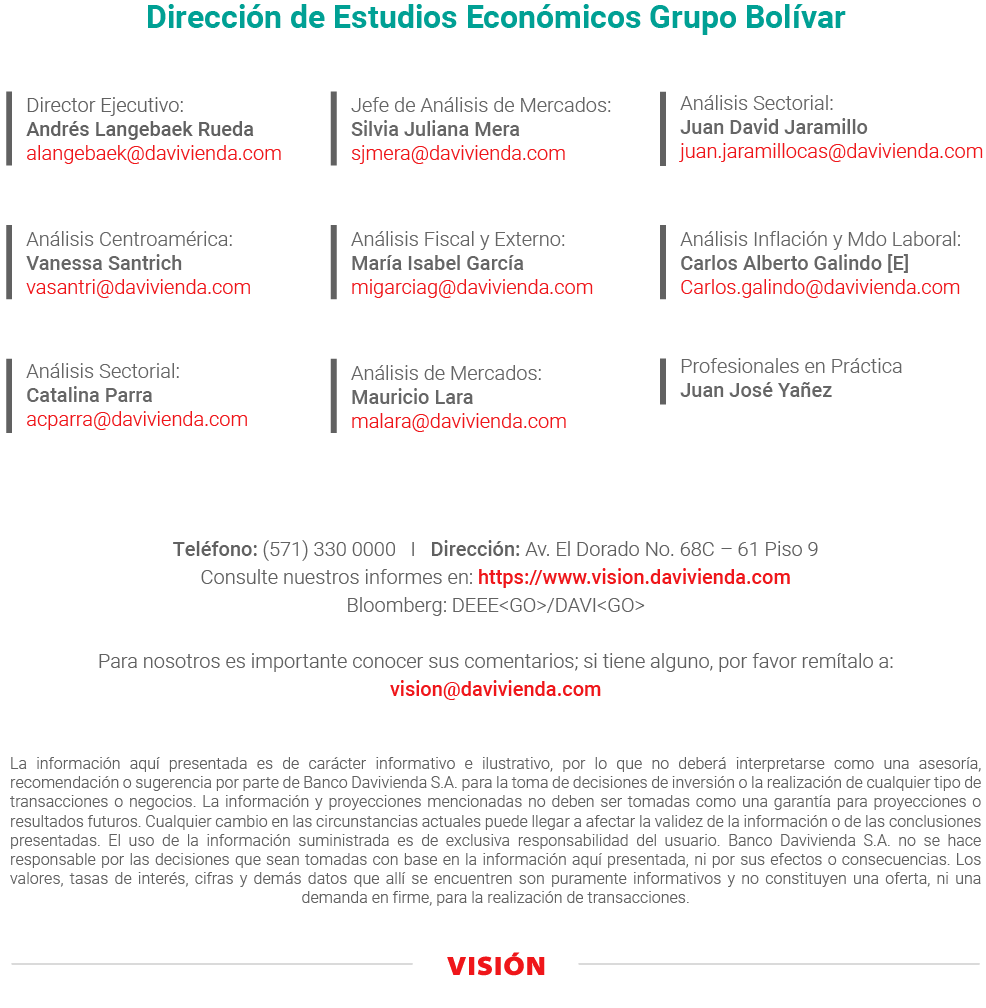 Dirección de Estudios Económicos Grupo Bolívar
Director Ejecutivo:
Andrés Langebaek Rueda
alangebaek@davivienda.com
Jefe de Análisis de Mercados:
Silvia Juliana Mera
sjmera@davivienda.com
Análisis Sectorial:
Juan David Jaramillo
juan.jaramillocas@davivienda.com
Análisis Centroamérica:
Vanessa Santrich
vasantri@davivienda.com
Análisis Fiscal y Externo:
María Isabel García
migarciag@davivienda.com
Análisis Inflación y Mdo Laboral:
Carlos Alberto Galindo [E]
Carlos.galindo@davivienda.com
Análisis Sectorial:
Catalina Parra
acparra@davivienda.com
Análisis de Mercados:
Mauricio Lara
malara@davivienda.com
Profesionales en Práctica
Juan José Yañez
Teléfono: (571) 330 0000 I Dirección: Av. El Dorado No. 68C – 61 Piso 9
Consulte nuestros informes en: https://www.vision.davivienda.com
Bloomberg: DEEE<GO>/DAVI<GO>
Para nosotros es importante conocer sus comentarios; si tiene alguno, por favor remítalo a:
vision@davivienda.com
La información aquí presentada es de carácter informativo e ilustrativo, por lo que no deberá interpretarse como una asesoría,
recomendación o sugerencia por parte de Banco Davivienda S.A. para la toma de decisiones de inversión o la realización de cualquier tipo de
transacciones o negocios. La información y proyecciones mencionadas no deben ser tomadas como una garantía para proyecciones o
resultados futuros. Cualquier cambio en las circunstancias actuales puede llegar a afectar la validez de la información o de las conclusiones
presentadas. El uso de la información suministrada es de exclusiva responsabilidad del usuario. Banco Davivienda S.A. no se hace
responsable por las decisiones que sean tomadas con base en la información aquí presentada, ni por sus efectos o consecuencias. Los
valores, tasas de interés, cifras y demás datos que allí se encuentren son puramente informativos y no constituyen una oferta, ni una
demanda en firme, para la realización de transacciones.
VISIÓN